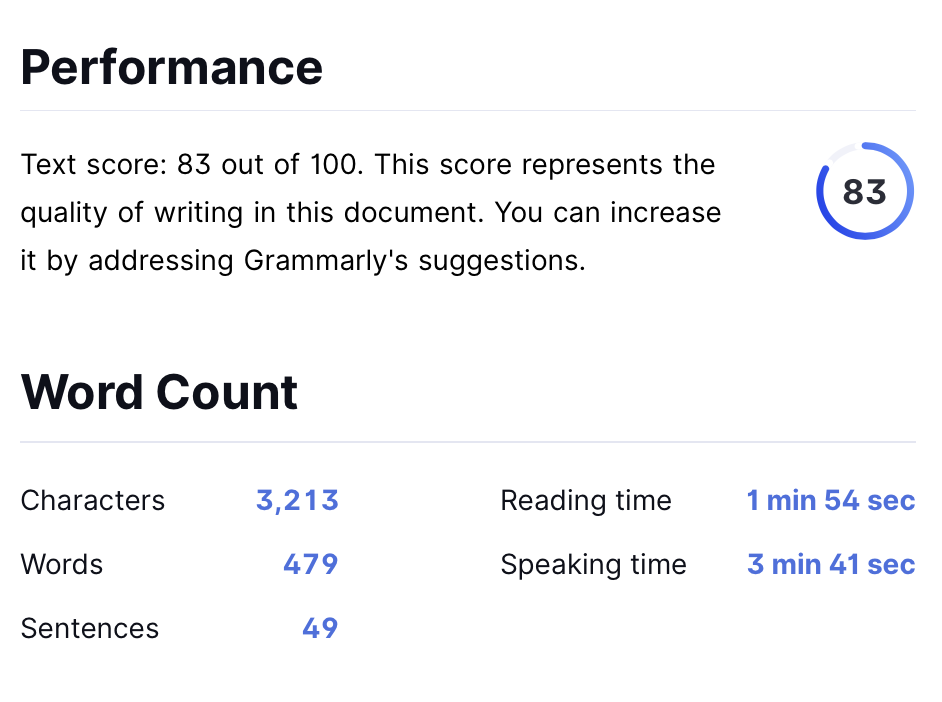 Performance
Text score: 83 out of 100. This score represents the
quality of writing in this document. You can increase
it by addressing Grammarly's suggestions.
83
Word Count
Characters 3,213
Reading time 1 min 54 sec
Words 479
Speaking time 3 min 41 sec
Sentences 49